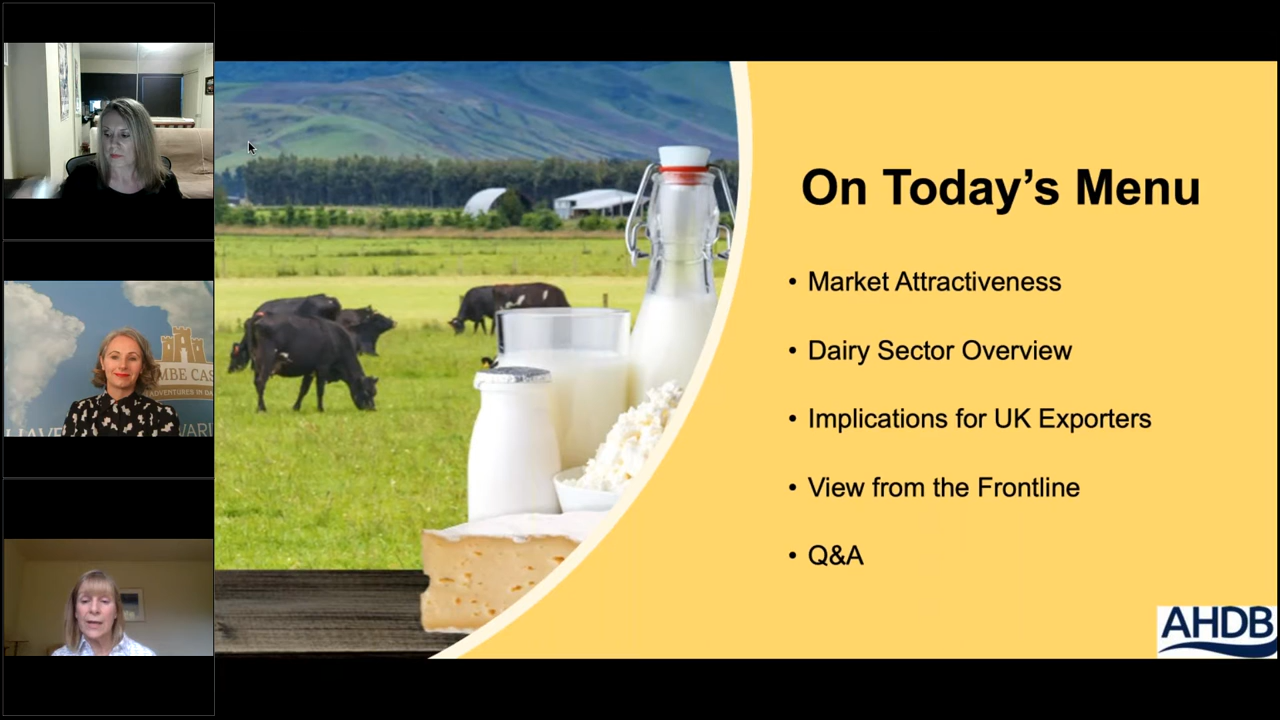 On Today’s Menu
• Market Attractiveness
• Dairy Sector Overview
• Implications for UK Exporters
• View from the Frontline
• Q&A
AHDB